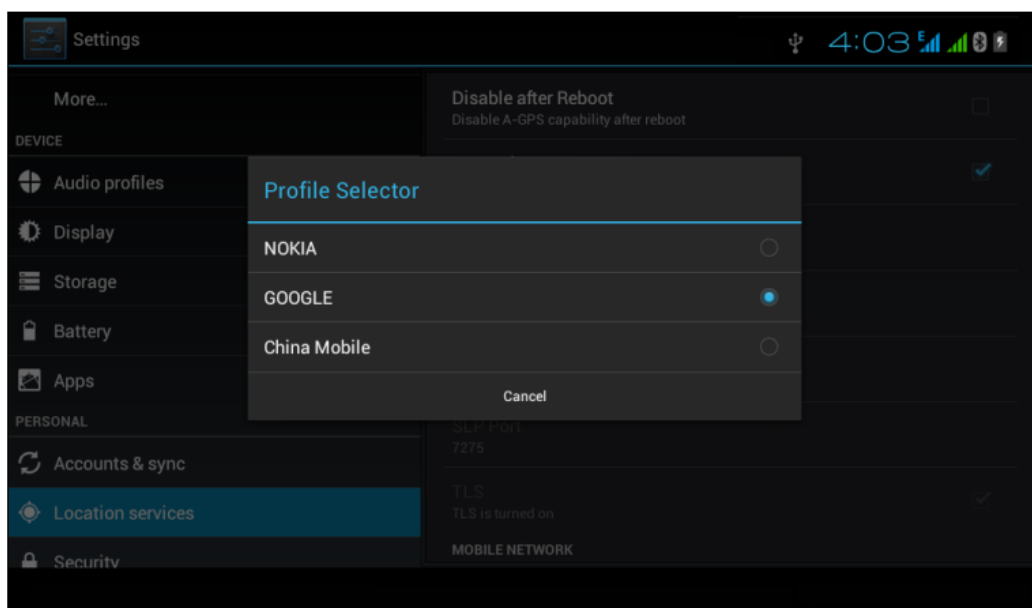 Settings
4:03
E
More...
DEVICE
Audio profiles
Display
Storage
Battery
Apps
PERSONAL
Accounts & sync
Location services
Security
Disable after Reboot
Disable A-GPS capability after reboot
Profile Selector
NOKIA
GOOGLE
China Mobile
Cancel
SLP Port
7275
TLS
TLS is turned on
MOBILE NETWORK